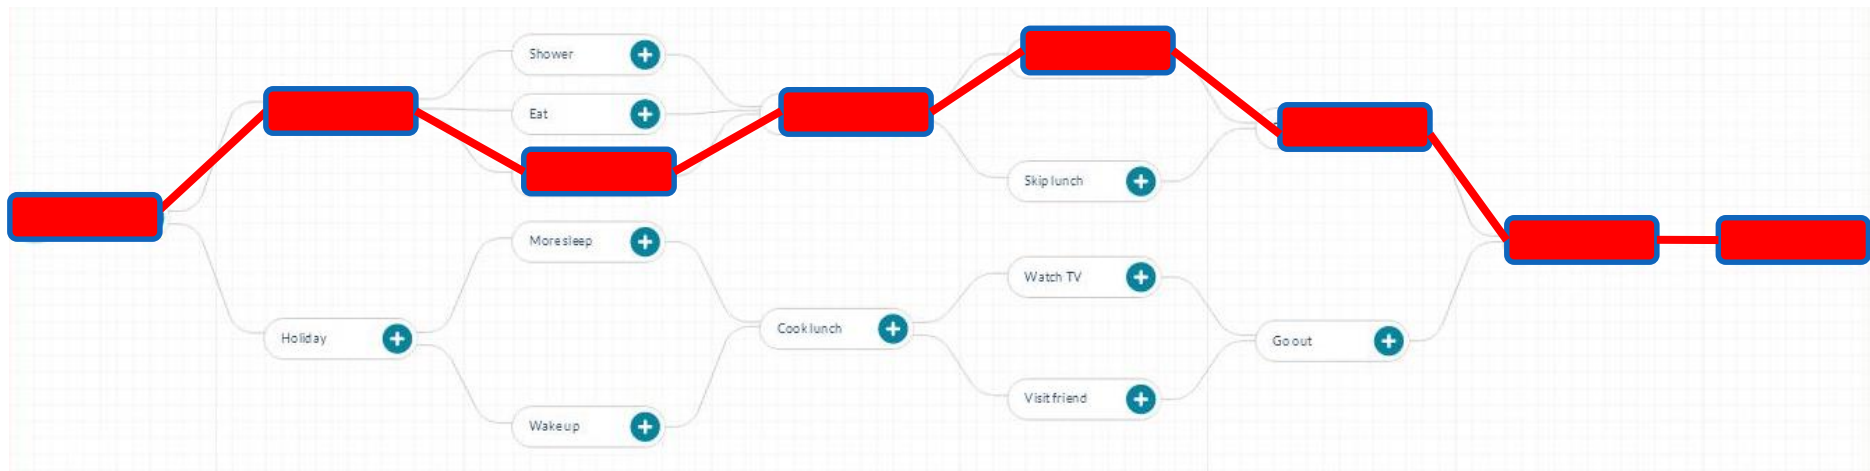 Shower
Eat
Skip lunch
More sleep
Watch TV
Holiday
Cook lunch
Go out
Visit friend
Wake up